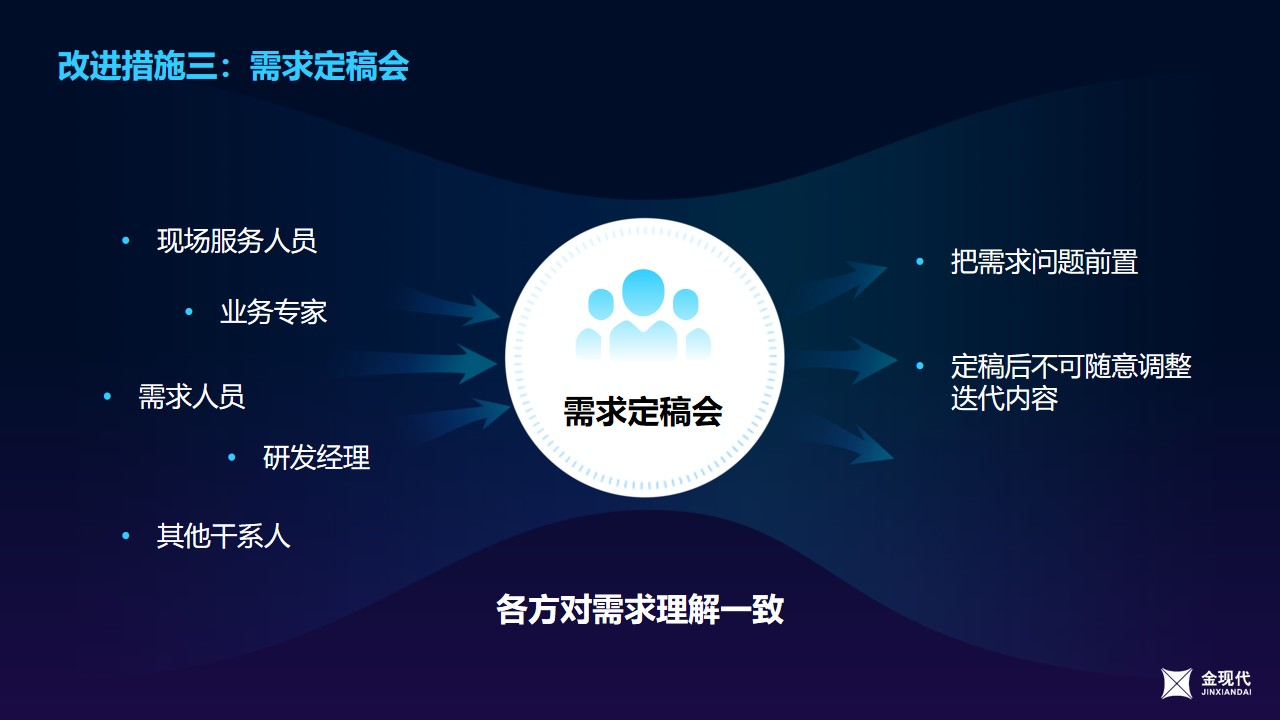 改进措施三：需求定稿会
• 现场服务人员
• 业务专家
• 需求人员
• 研发经理
• 其他干系人
需求定稿会
• 把需求问题前置
• 定稿后不可随意调整
迭代内容
各方对需求理解一致
金现代
JINXIANDAI